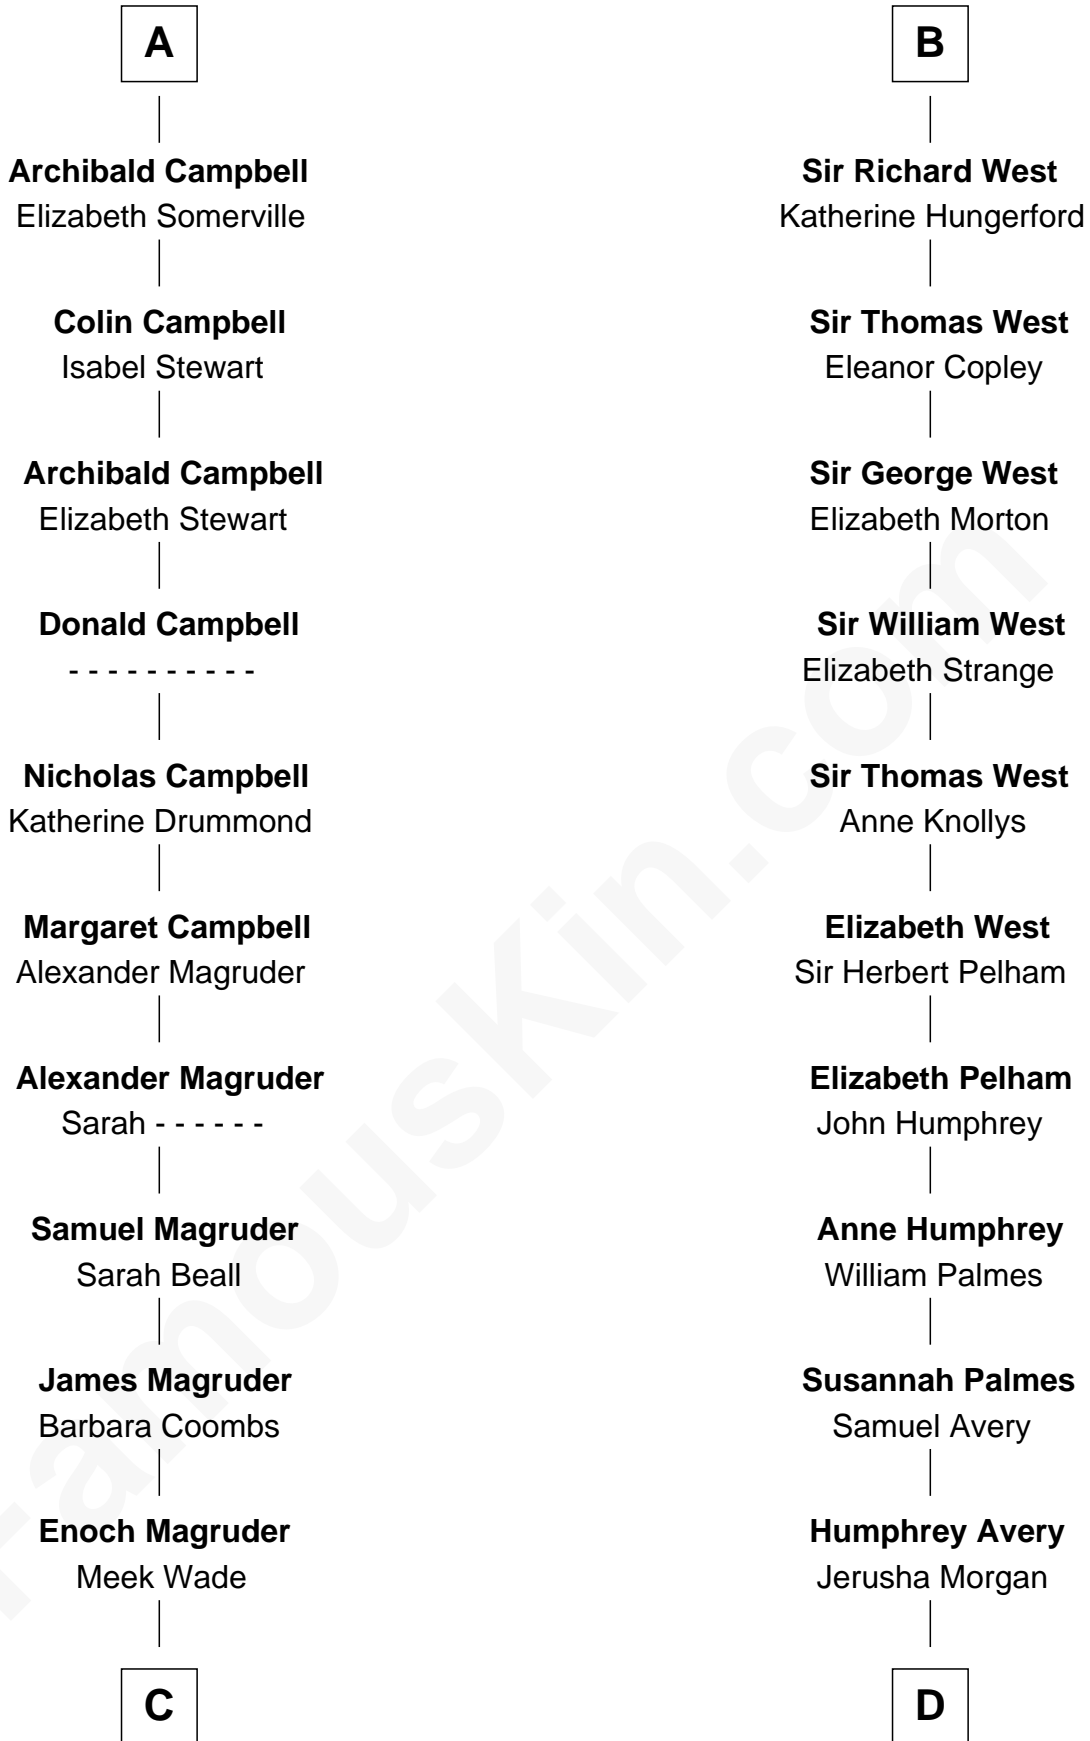 A
Archibald Campbell
Elizabeth Somerville
Colin Campbell
Isabel Stewart
Archibald Campbell
Elizabeth Stewart
Donald Campbell
- - - - - - - - - -
Nicholas Campbell
Katherine Drummond
Margaret Campbell
Alexander Magruder
Alexander Magruder
Sarah - - - - - -
Samuel Magruder
Sarah Beall
James Magruder
Barbara Coombs
Enoch Magruder
Meek Wade
C
B
Sir Richard West
Katherine Hungerford
Sir Thomas West
Eleanor Copley
Sir George West
Elizabeth Morton
Sir William West
Elizabeth Strange
Sir Thomas West
Anne Knollys
Elizabeth West
Sir Herbert Pelham
Elizabeth Pelham
John Humphrey
Anne Humphrey
William Palmes
Susannah Palmes
Samuel Avery
Humphrey Avery
Jerusha Morgan
D
FamousKin.com